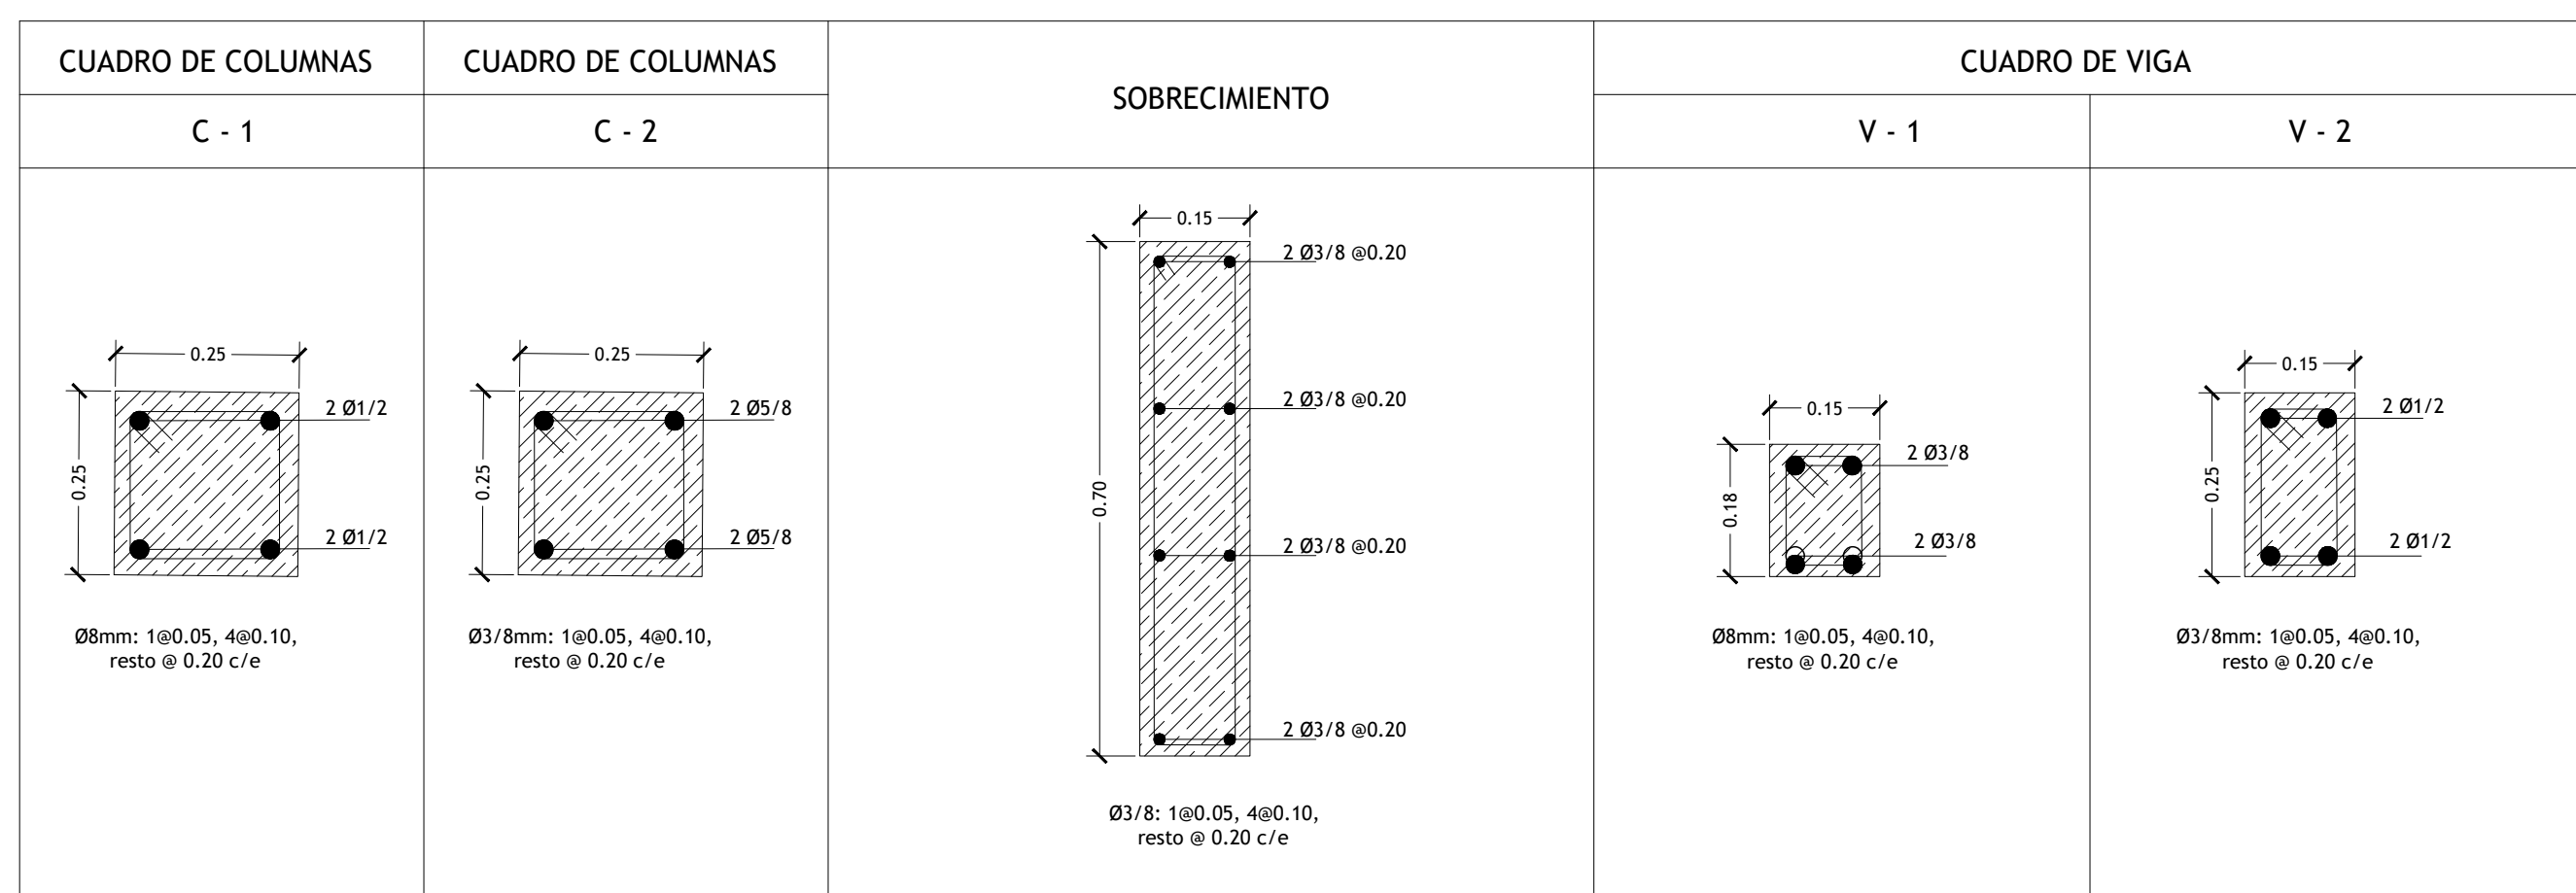 CUADRO DE COLUMNAS
CUADRO DE COLUMNAS
SOBRECIMIENTO
CUADRO DE VIGA
C - 1
C - 2
V - 1
V - 2
0.25
0.25
2 Ø1/2
2 Ø1/2
Ø8mm: 1@0.05, 4@0.10,
resto @ 0.20 c/e
0.25
0.25
2 Ø5/8
2 Ø5/8
Ø3/8mm: 1@0.05, 4@0.10,
resto @ 0.20 c/e
0.15
0.70
2 Ø3/8 @0.20
2 Ø3/8 @0.20
2 Ø3/8 @0.20
2 Ø3/8 @0.20
Ø3/8: 1@0.05, 4@0.10,
resto @ 0.20 c/e
0.15
0.18
2 Ø3/8
2 Ø3/8
Ø8mm: 1@0.05, 4@0.10,
resto @ 0.20 c/e
0.15
0.25
2 Ø1/2
2 Ø1/2
Ø3/8mm: 1@0.05, 4@0.10,
resto @ 0.20 c/e